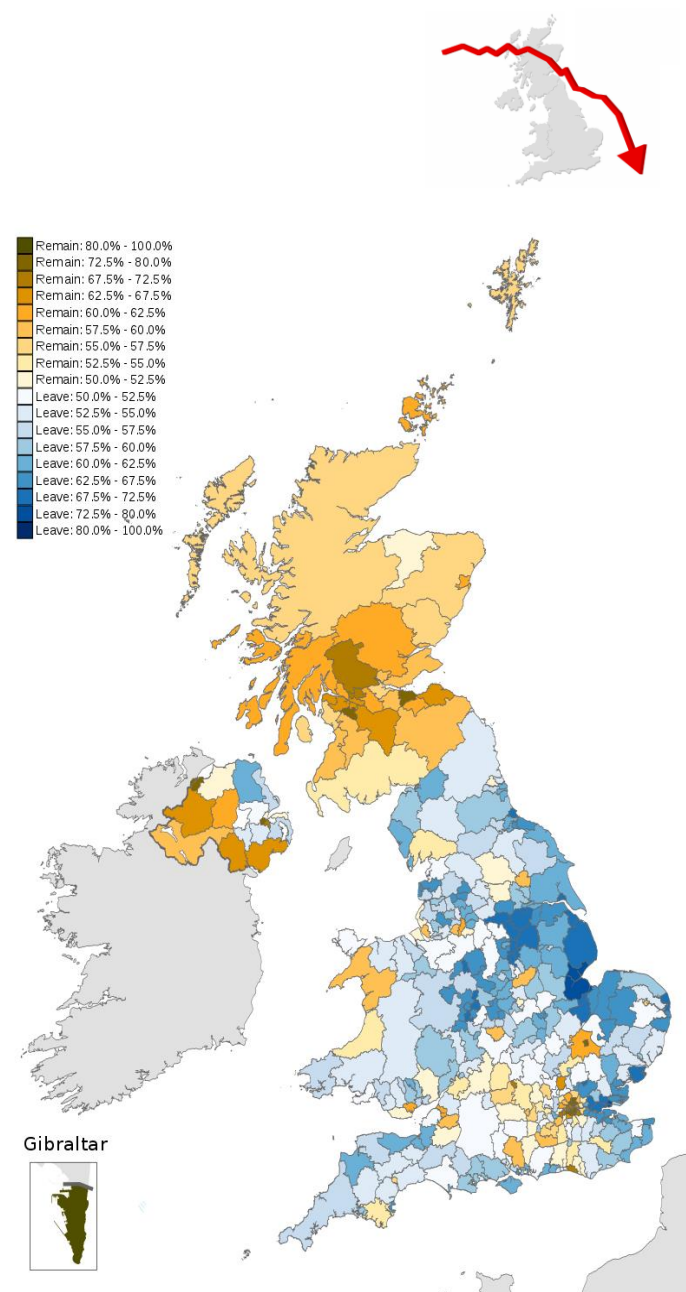 Remain: 80.0% - 100.0%
Remain: 72.5% - 80.0%
Remain: 67.5% - 72.5%
Remain: 62.5% - 67.5%
Remain: 60.0% - 62.5%
Remain: 57.5% - 60.0%
Remain: 55.0% - 57.5%
Remain: 52.5% - 55.0%
Remain: 50.0% - 52.5%
Leave: 50.0% - 52.5%
Leave: 52.5% - 55.0%
Leave: 55.0% - 57.5%
Leave: 57.5% - 60.0%
Leave: 60.0% - 62.5%
Leave: 62.5% - 67.5%
Leave: 67.5% - 72.5%
Leave: 72.5% - 80.0%
Leave: 80.0% - 100.0%
Gibraltar